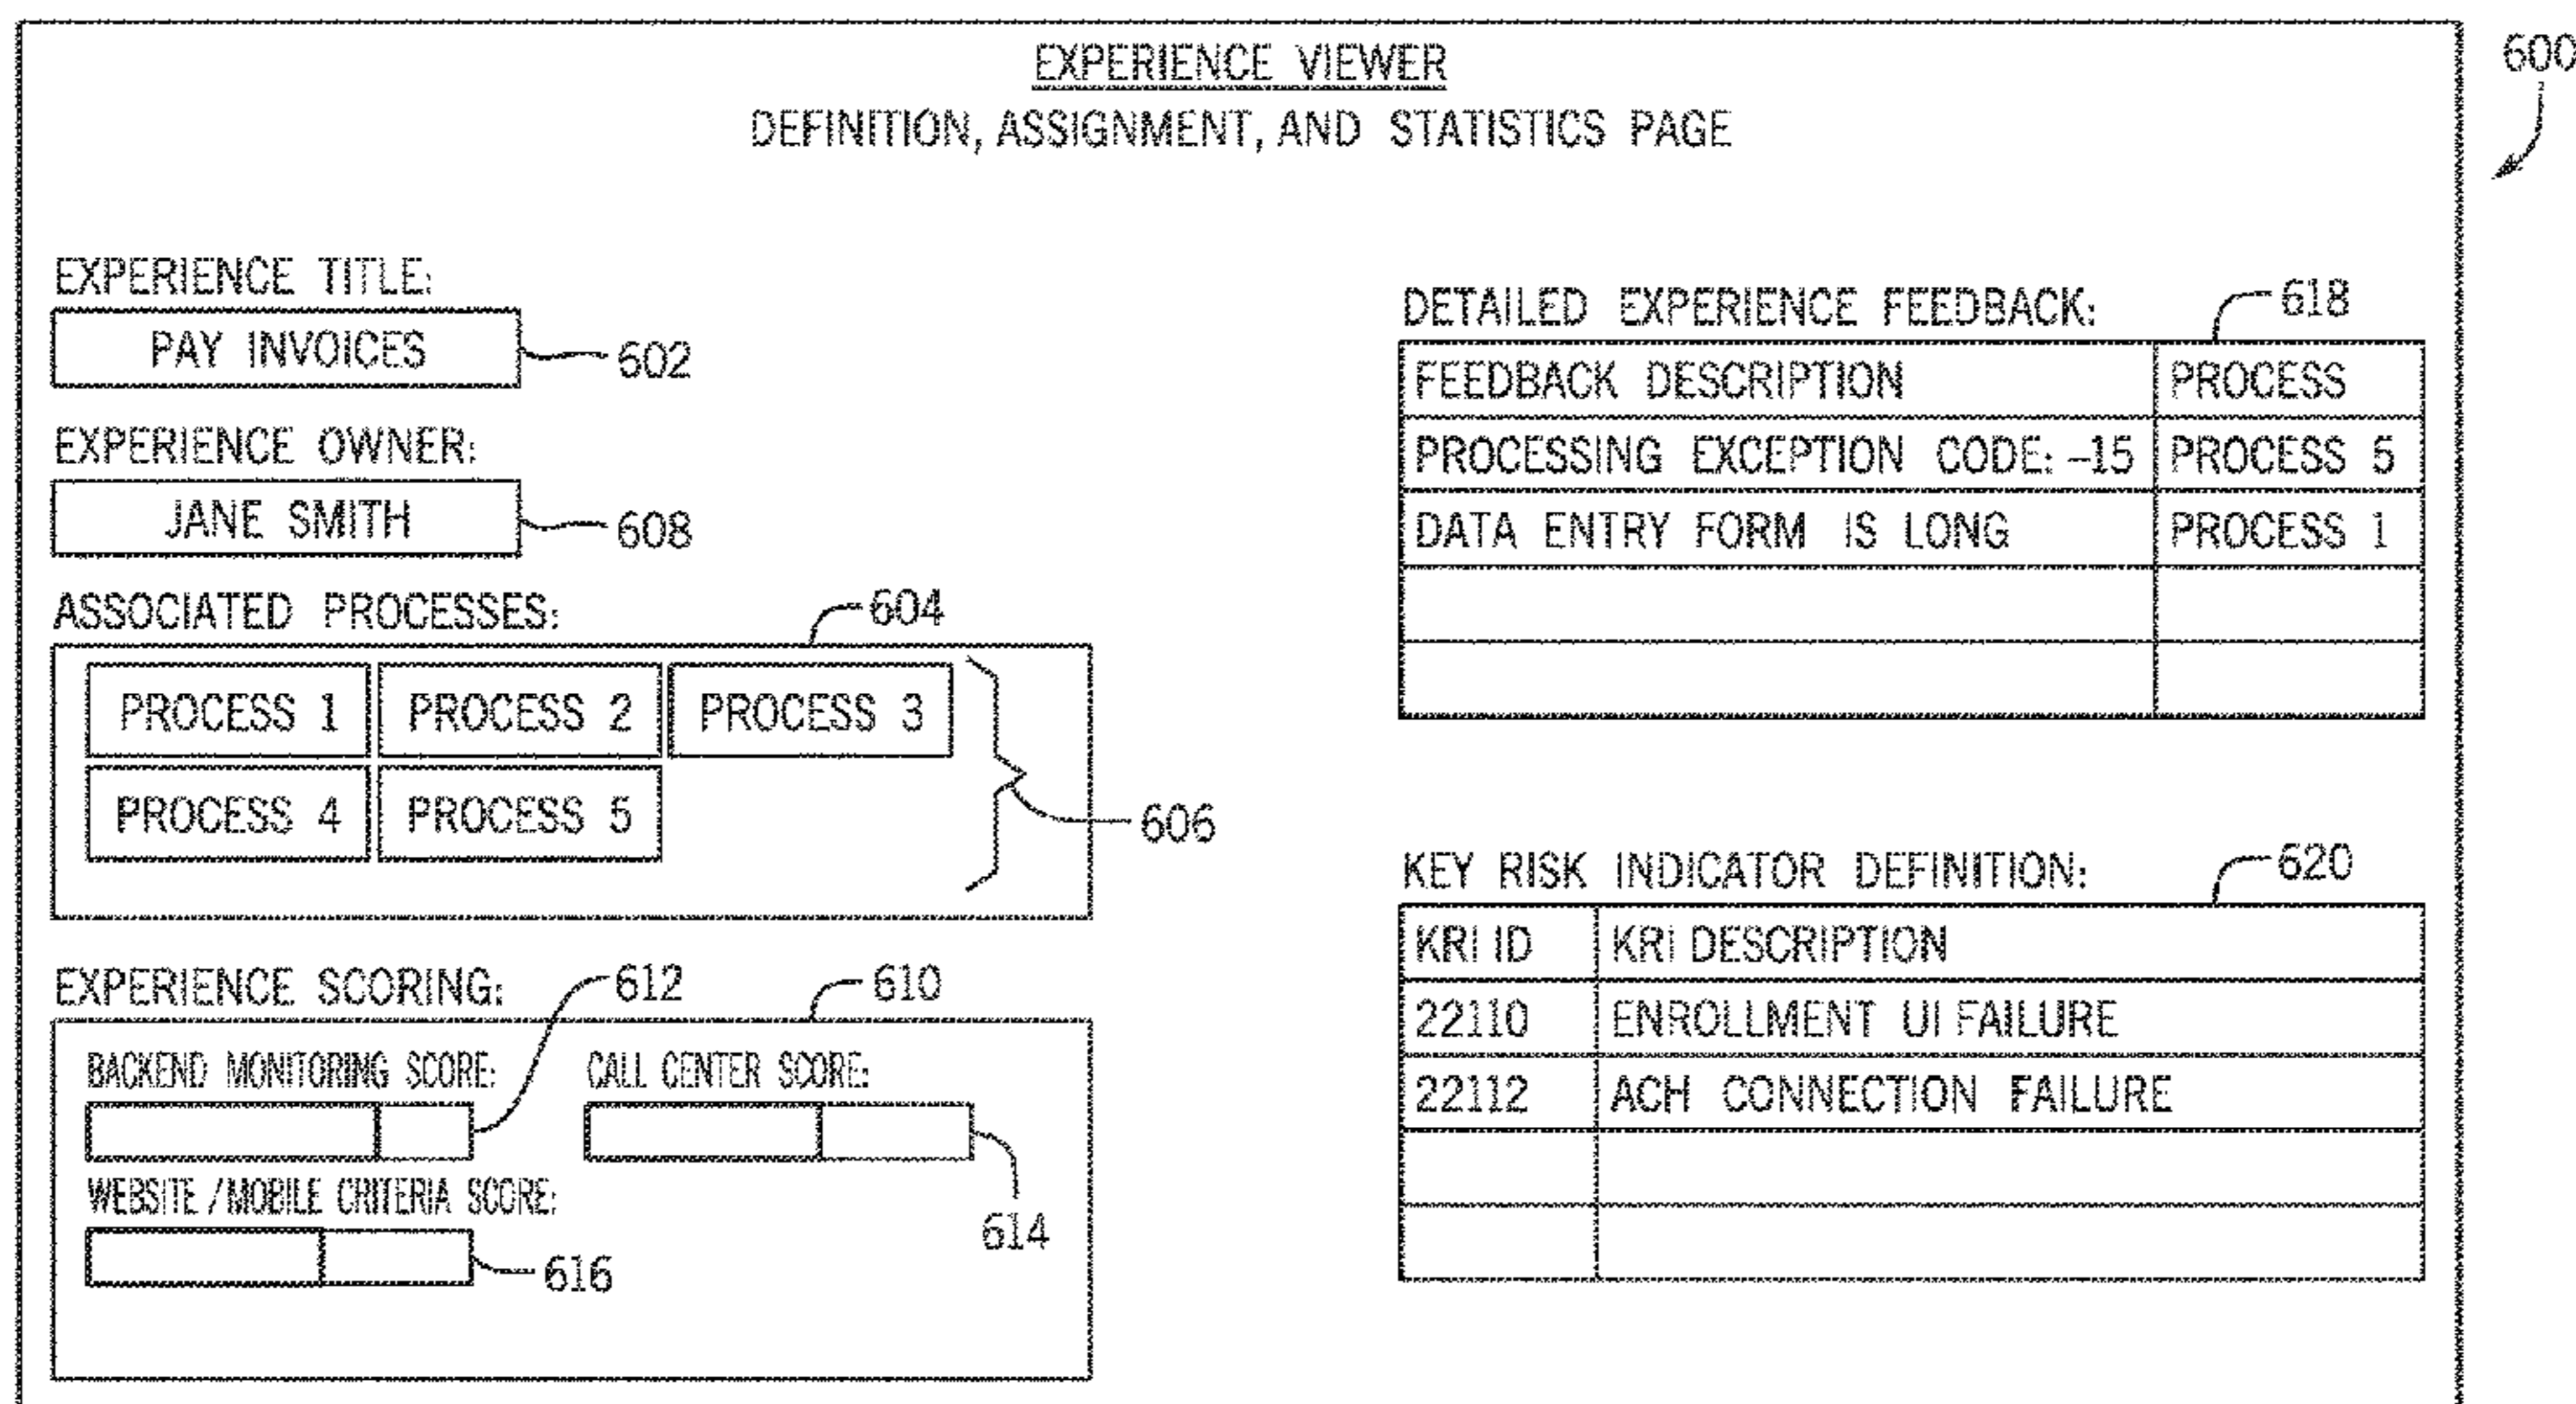 EXPERIENCE VIEWER
DEFINITION, ASSIGNMENT, AND STATISTICS PAGE
600
EXPERIENCE TITLE:
PAY INVOICES
602
EXPERIENCE OWNER:
JANE SMITH
608
ASSOCIATED PROCESSES:
604
PROCESS 1 PROCESS 2 PROCESS 3
PROCESS 4 PROCESS 5
606
EXPERIENCE SCORING:
612
610
BACKEND MONITORING SCORE: CALL CENTER SCORE:
WEBSITE/MOBILE CRITERIA SCORE:
614
616
DETAILED EXPERIENCE FEEDBACK:
618
FEEDBACK DESCRIPTION PROCESS
PROCESSING EXCEPTION CODE: -15 PROCESS 5
DATA ENTRY FORM IS LONG PROCESS 1
KEY RISK INDICATOR DEFINITION:
620
KRI ID KRI DESCRIPTION
22110 ENROLLMENT UI FAILURE
22112 ACH CONNECTION FAILURE